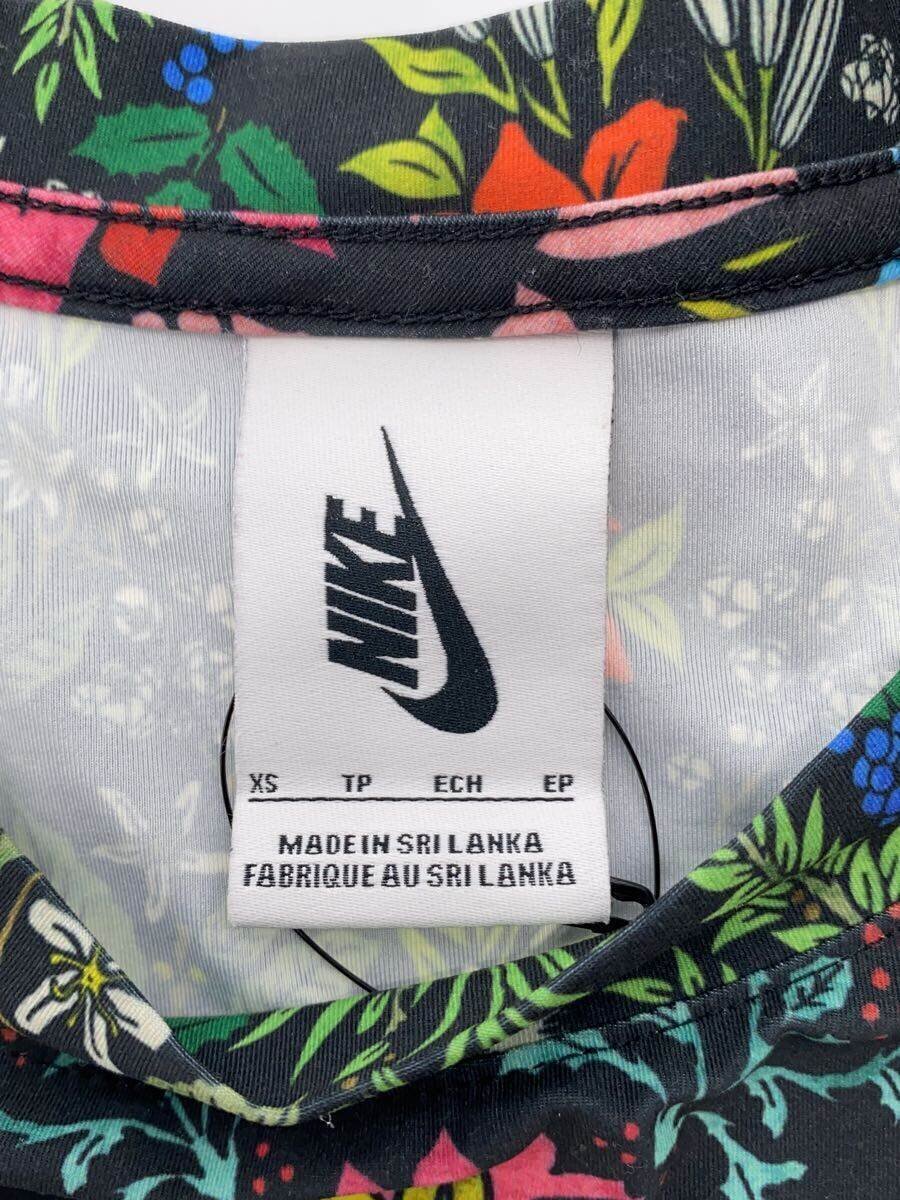 NIKE
XS TP ECH EP
MADE IN SRI LANKA
FABRIQUE AU SRI LANKA